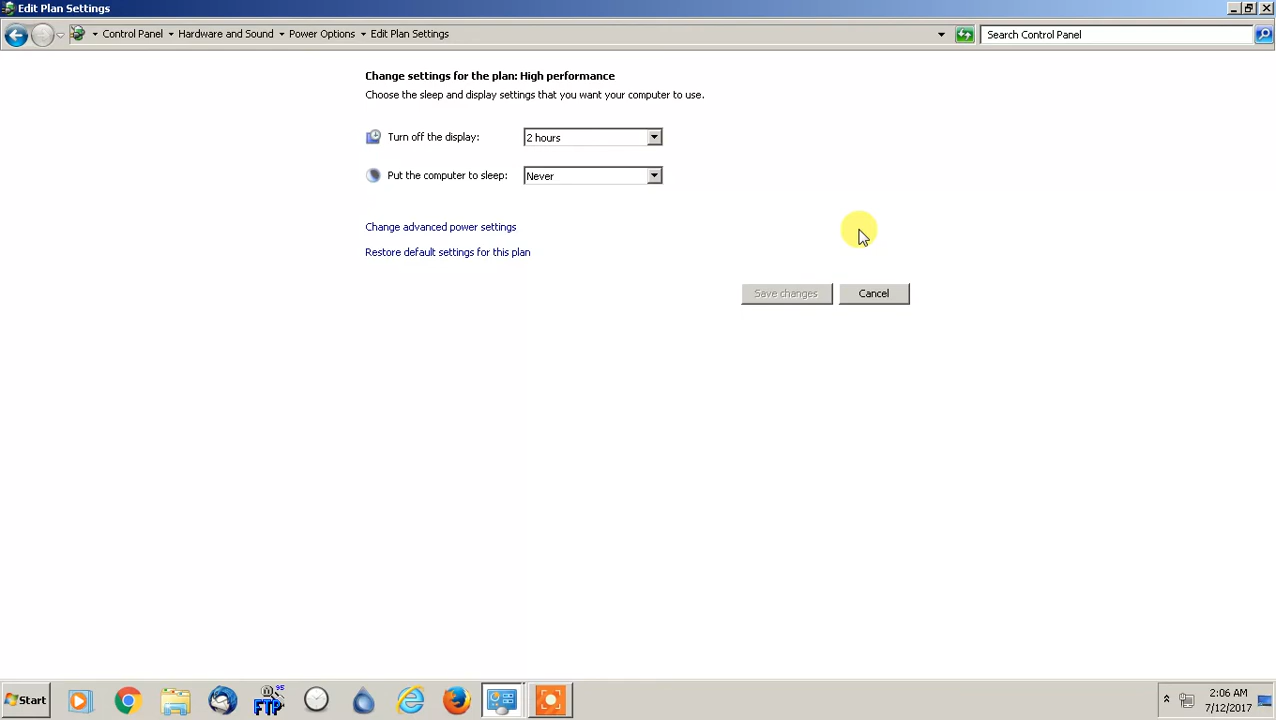 Edit Plan Settings
Control Panel Hardware and Sound Power Options Edit Plan Settings
Search Control Panel
Change settings for the plan: High performance
Choose the sleep and display settings that you want your computer to use.
Turn off the display: 2 hours
Put the computer to sleep: Never
Change advanced power settings
Restore default settings for this plan
Save changes Cancel
Start
95
FTP
2:06 AM
7/12/2017